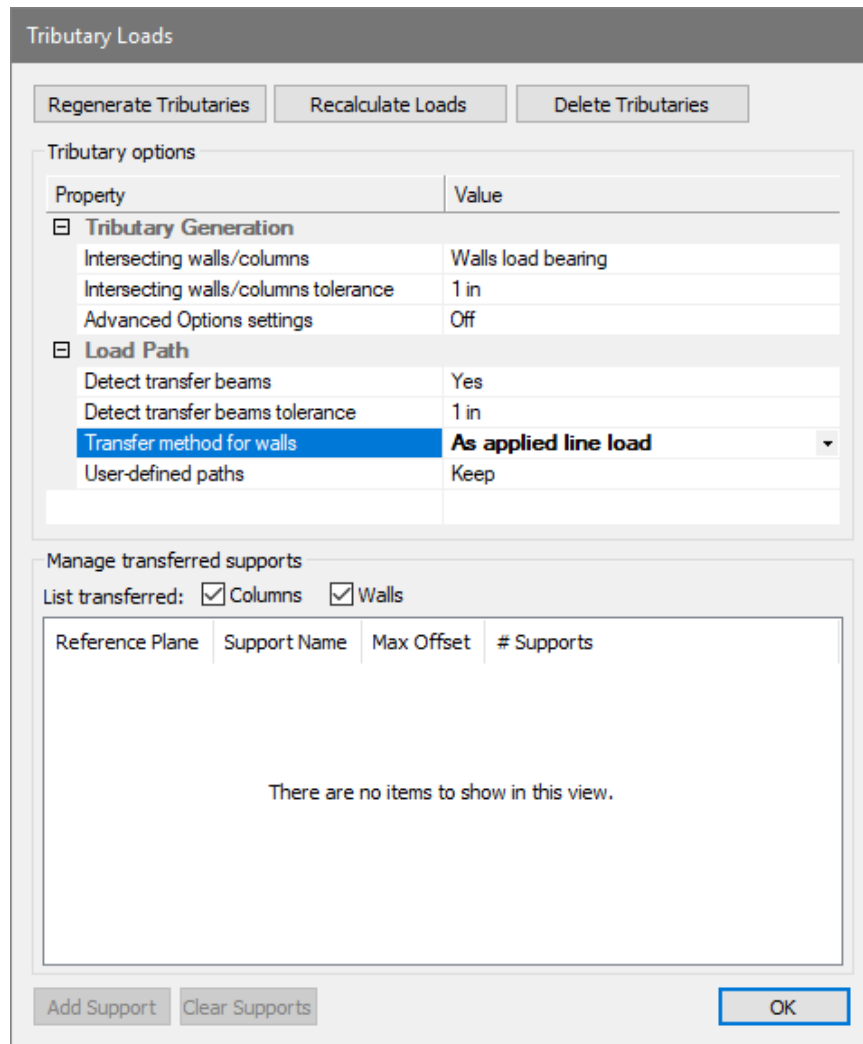 Tributary Loads
Regenerate Tributaries Recalculate Loads Delete Tributaries
Tributary options
Property Value
Tributary Generation
Intersecting walls/columns Walls load bearing
Intersecting walls/columns tolerance 1 in
Advanced Options settings Off
Load Path
Detect transfer beams Yes
Detect transfer beams tolerance 1 in
Transfer method for walls As applied line load
User-defined paths Keep
Manage transferred supports
List transferred: Columns Walls
Reference Plane Support Name Max Offset # Supports
There are no items to show in this view.
Add Support Clear Supports OK